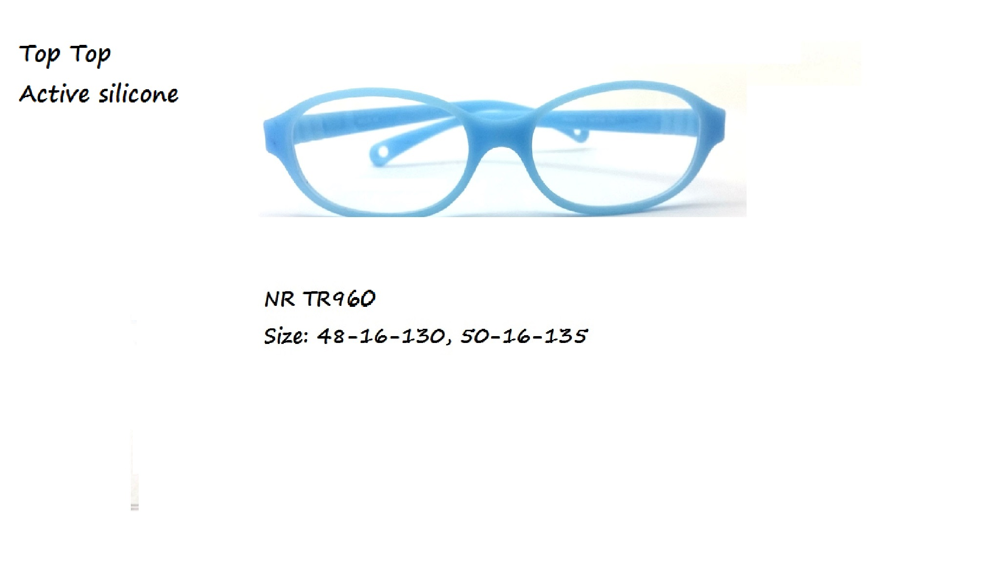 Top Top
Active silicone
NR TR960
Size: 48-16-130, 50-16-135